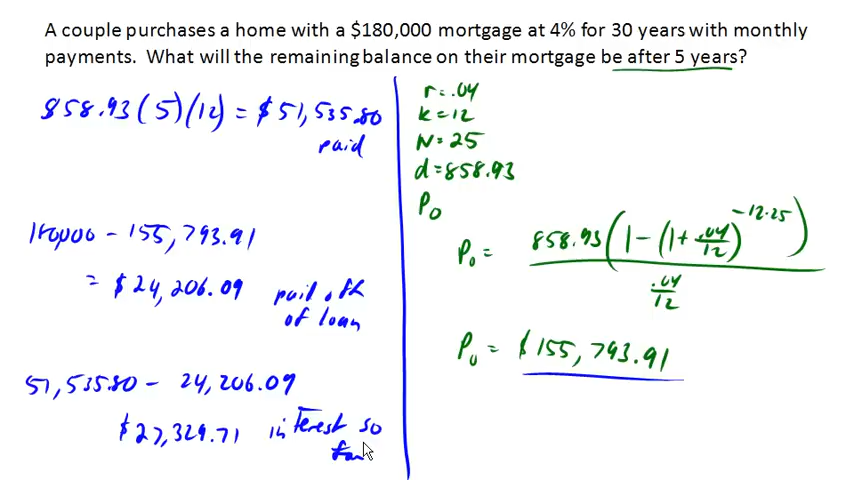 A couple purchases a home with a $180,000 mortgage at 4% for 30 years with monthly
payments. What will the remaining balance on their mortgage be after 5 years?
858.93(5)(12) = $51,535.80
paid
180,000 - 155,793.91
= $24,206.09 paid off
of loan
51,535.80 - 24,206.09
$27,329.71 interest so
far
r=.04
k=12
N=25
d=858.93
P₀
P₀ = 858.93(1-(1+.04/12)^-12·25) / (.04/12)
P₀ = $155,793.91